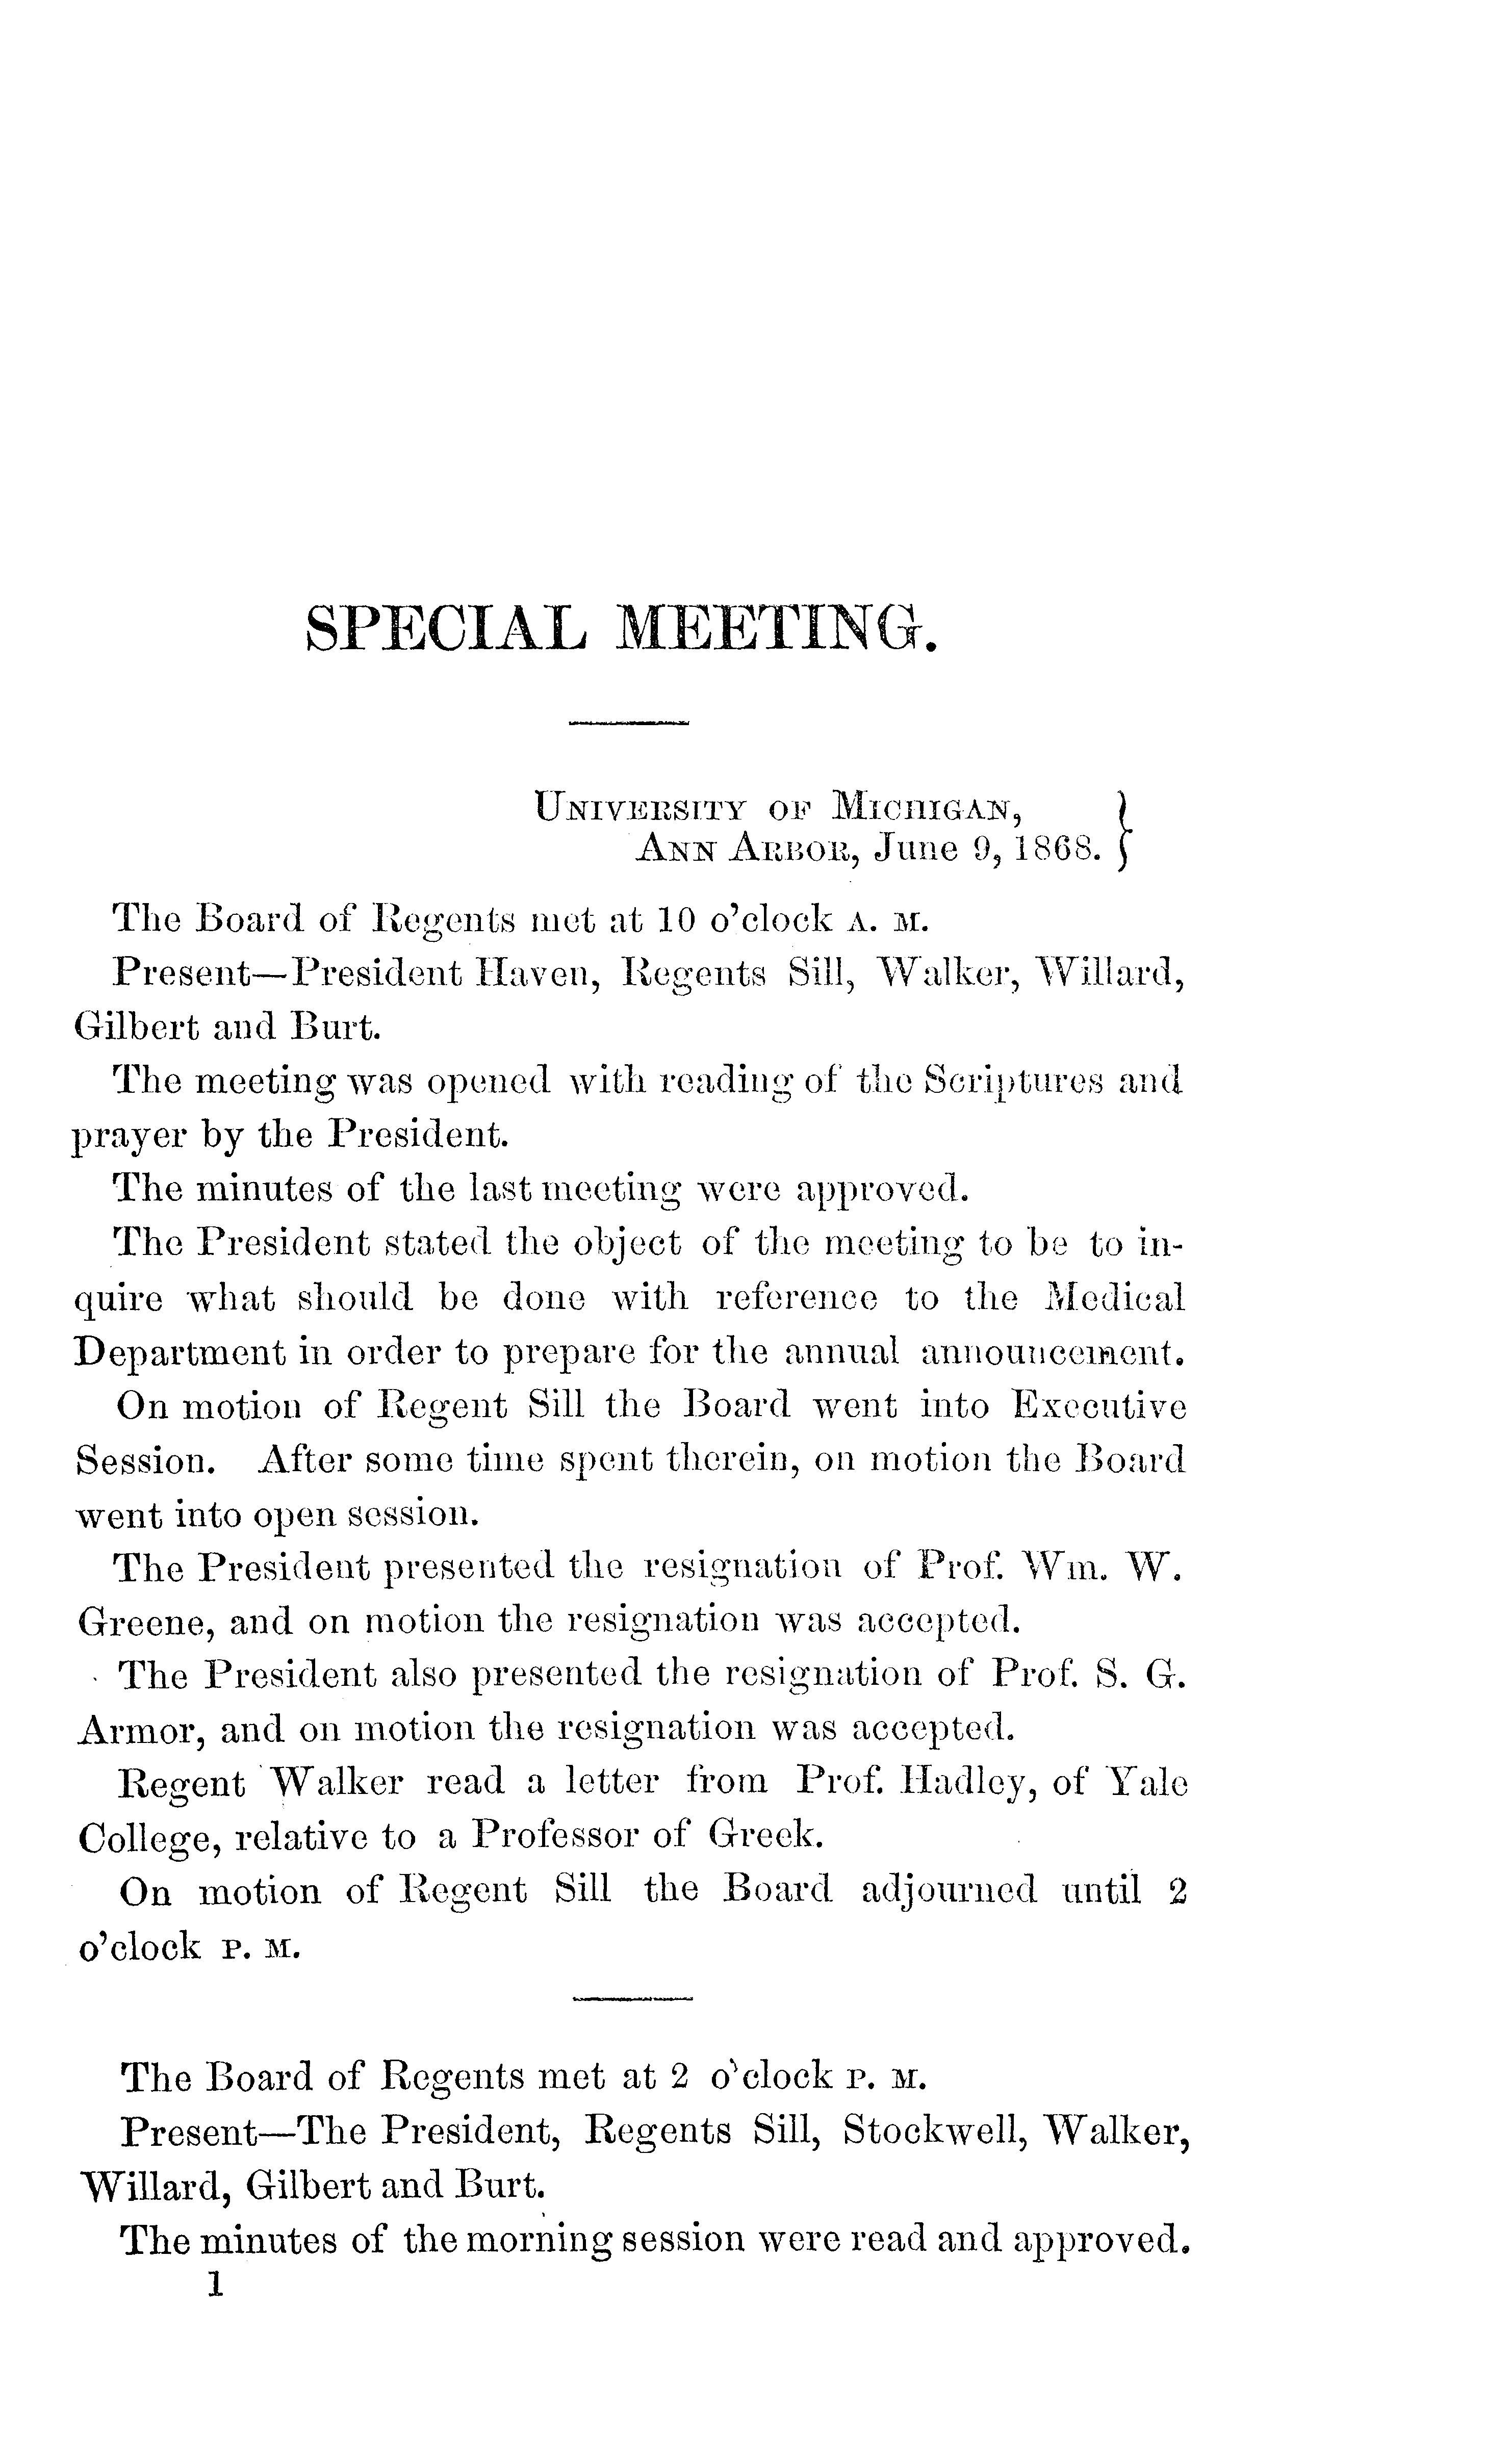 SPECIAL MEETING.
UNIVERSITY OF MICHIGAN,
ANN ARBOR, June 9, 1868. }
The Board of Regents met at 10 o'clock A. M.
Present—President Haven, Regents Sill, Walker, Willard,
Gilbert and Burt.
The meeting was opened with reading of the Scriptures and
prayer by the President.
The minutes of the last meeting were approved.
The President stated the object of the meeting to be to in-
quire what should be done with reference to the Medical
Department in order to prepare for the annual announcement.
On motion of Regent Sill the Board went into Executive
Session. After some time spent therein, on motion the Board
went into open session.
The President presented the resignation of Prof. Wm. W.
Greene, and on motion the resignation was accepted.
The President also presented the resignation of Prof. S. G.
Armor, and on motion the resignation was accepted.
Regent Walker read a letter from Prof. Hadley, of Yale
College, relative to a Professor of Greek.
On motion of Regent Sill the Board adjourned until 2
o'clock P. M.
The Board of Regents met at 2 o'clock P. M.
Present—The President, Regents Sill, Stockwell, Walker,
Willard, Gilbert and Burt.
The minutes of the morning session were read and approved.
1